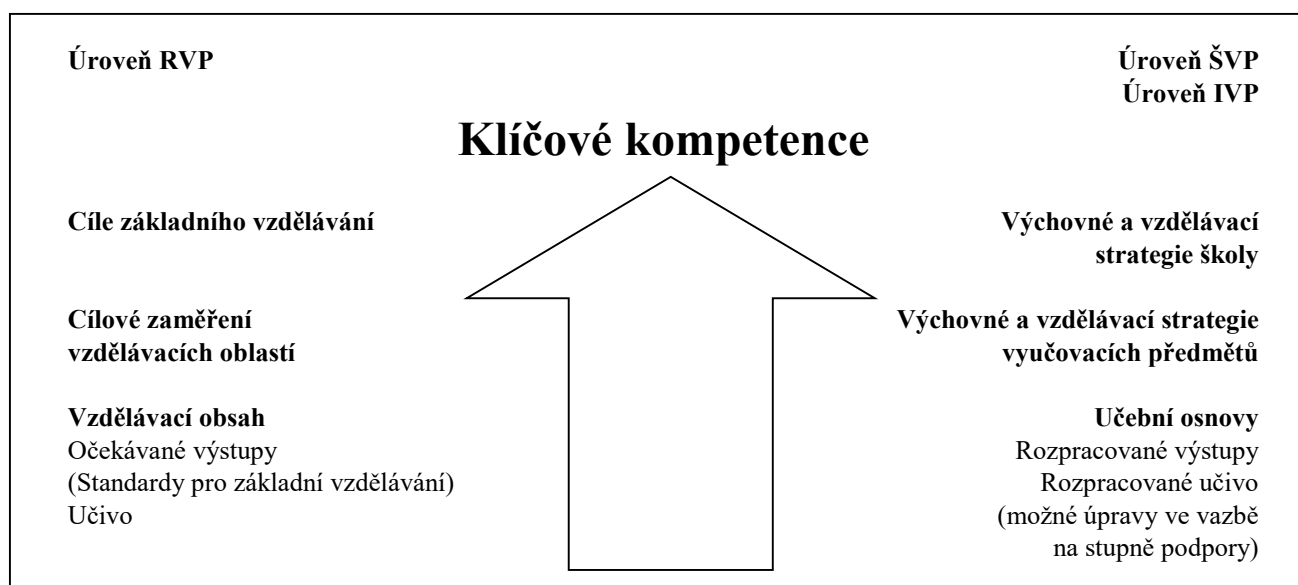 Úroveň RVP
Úroveň ŠVP
Úroveň IVP
Klíčové kompetence
Cíle základního vzdělávání
Výchovné a vzdělávací
strategie školy
Cílové zaměření
vzdělávacích oblastí
Výchovné a vzdělávací strategie
vyučovacích předmětů
Vzdělávací obsah
Očekávané výstupy
(Standardy pro základní vzdělávání)
Učivo
Učební osnovy
Rozpracované výstupy
Rozpracované učivo
(možné úpravy ve vazbě
na stupně podpory)